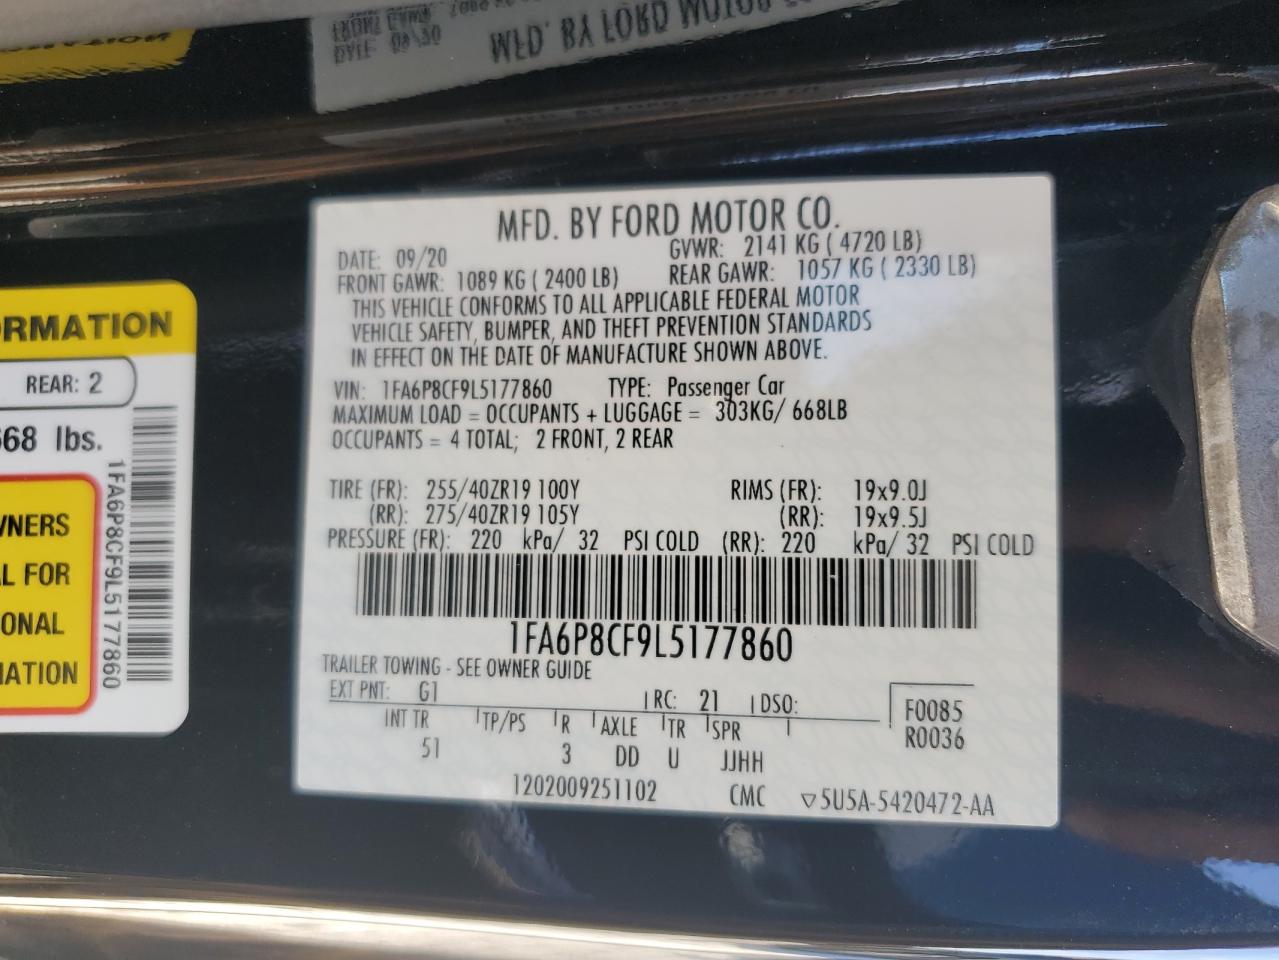 MFD. BY FORD MOTOR CO.
DATE: 09/20 GVWR: 2141 KG ( 4720 LB)
FRONT GAWR: 1089 KG ( 2400 LB) REAR GAWR: 1057 KG ( 2330 LB)
THIS VEHICLE CONFORMS TO ALL APPLICABLE FEDERAL MOTOR
VEHICLE SAFETY, BUMPER, AND THEFT PREVENTION STANDARDS
IN EFFECT ON THE DATE OF MANUFACTURE SHOWN ABOVE.
VIN: 1FA6P8CF9L5177860 TYPE: Passenger Car
MAXIMUM LOAD = OCCUPANTS + LUGGAGE = 303KG/ 668LB
OCCUPANTS = 4 TOTAL; 2 FRONT, 2 REAR
TIRE (FR): 255/40ZR19 100Y RIMS (FR): 19x9.0J
(RR): 275/40ZR19 105Y (RR): 19x9.5J
PRESSURE (FR): 220 kPa/ 32 PSI COLD (RR): 220 kPa/ 32 PSI COLD
1FA6P8CF9L5177860
TRAILER TOWING - SEE OWNER GUIDE
EXT PNT: G1 RC: 21 DSO:
INT TR TP/PS R AXLE TR SPR
51 3 DD U JJHH
F0085
R0036
1202009251102 CMC ▽5U5A-5420472-AA
RMATION
REAR: 2
668 lbs.
WNERS
L FOR
ONAL
MATION
1FA6P8CF9L5177860